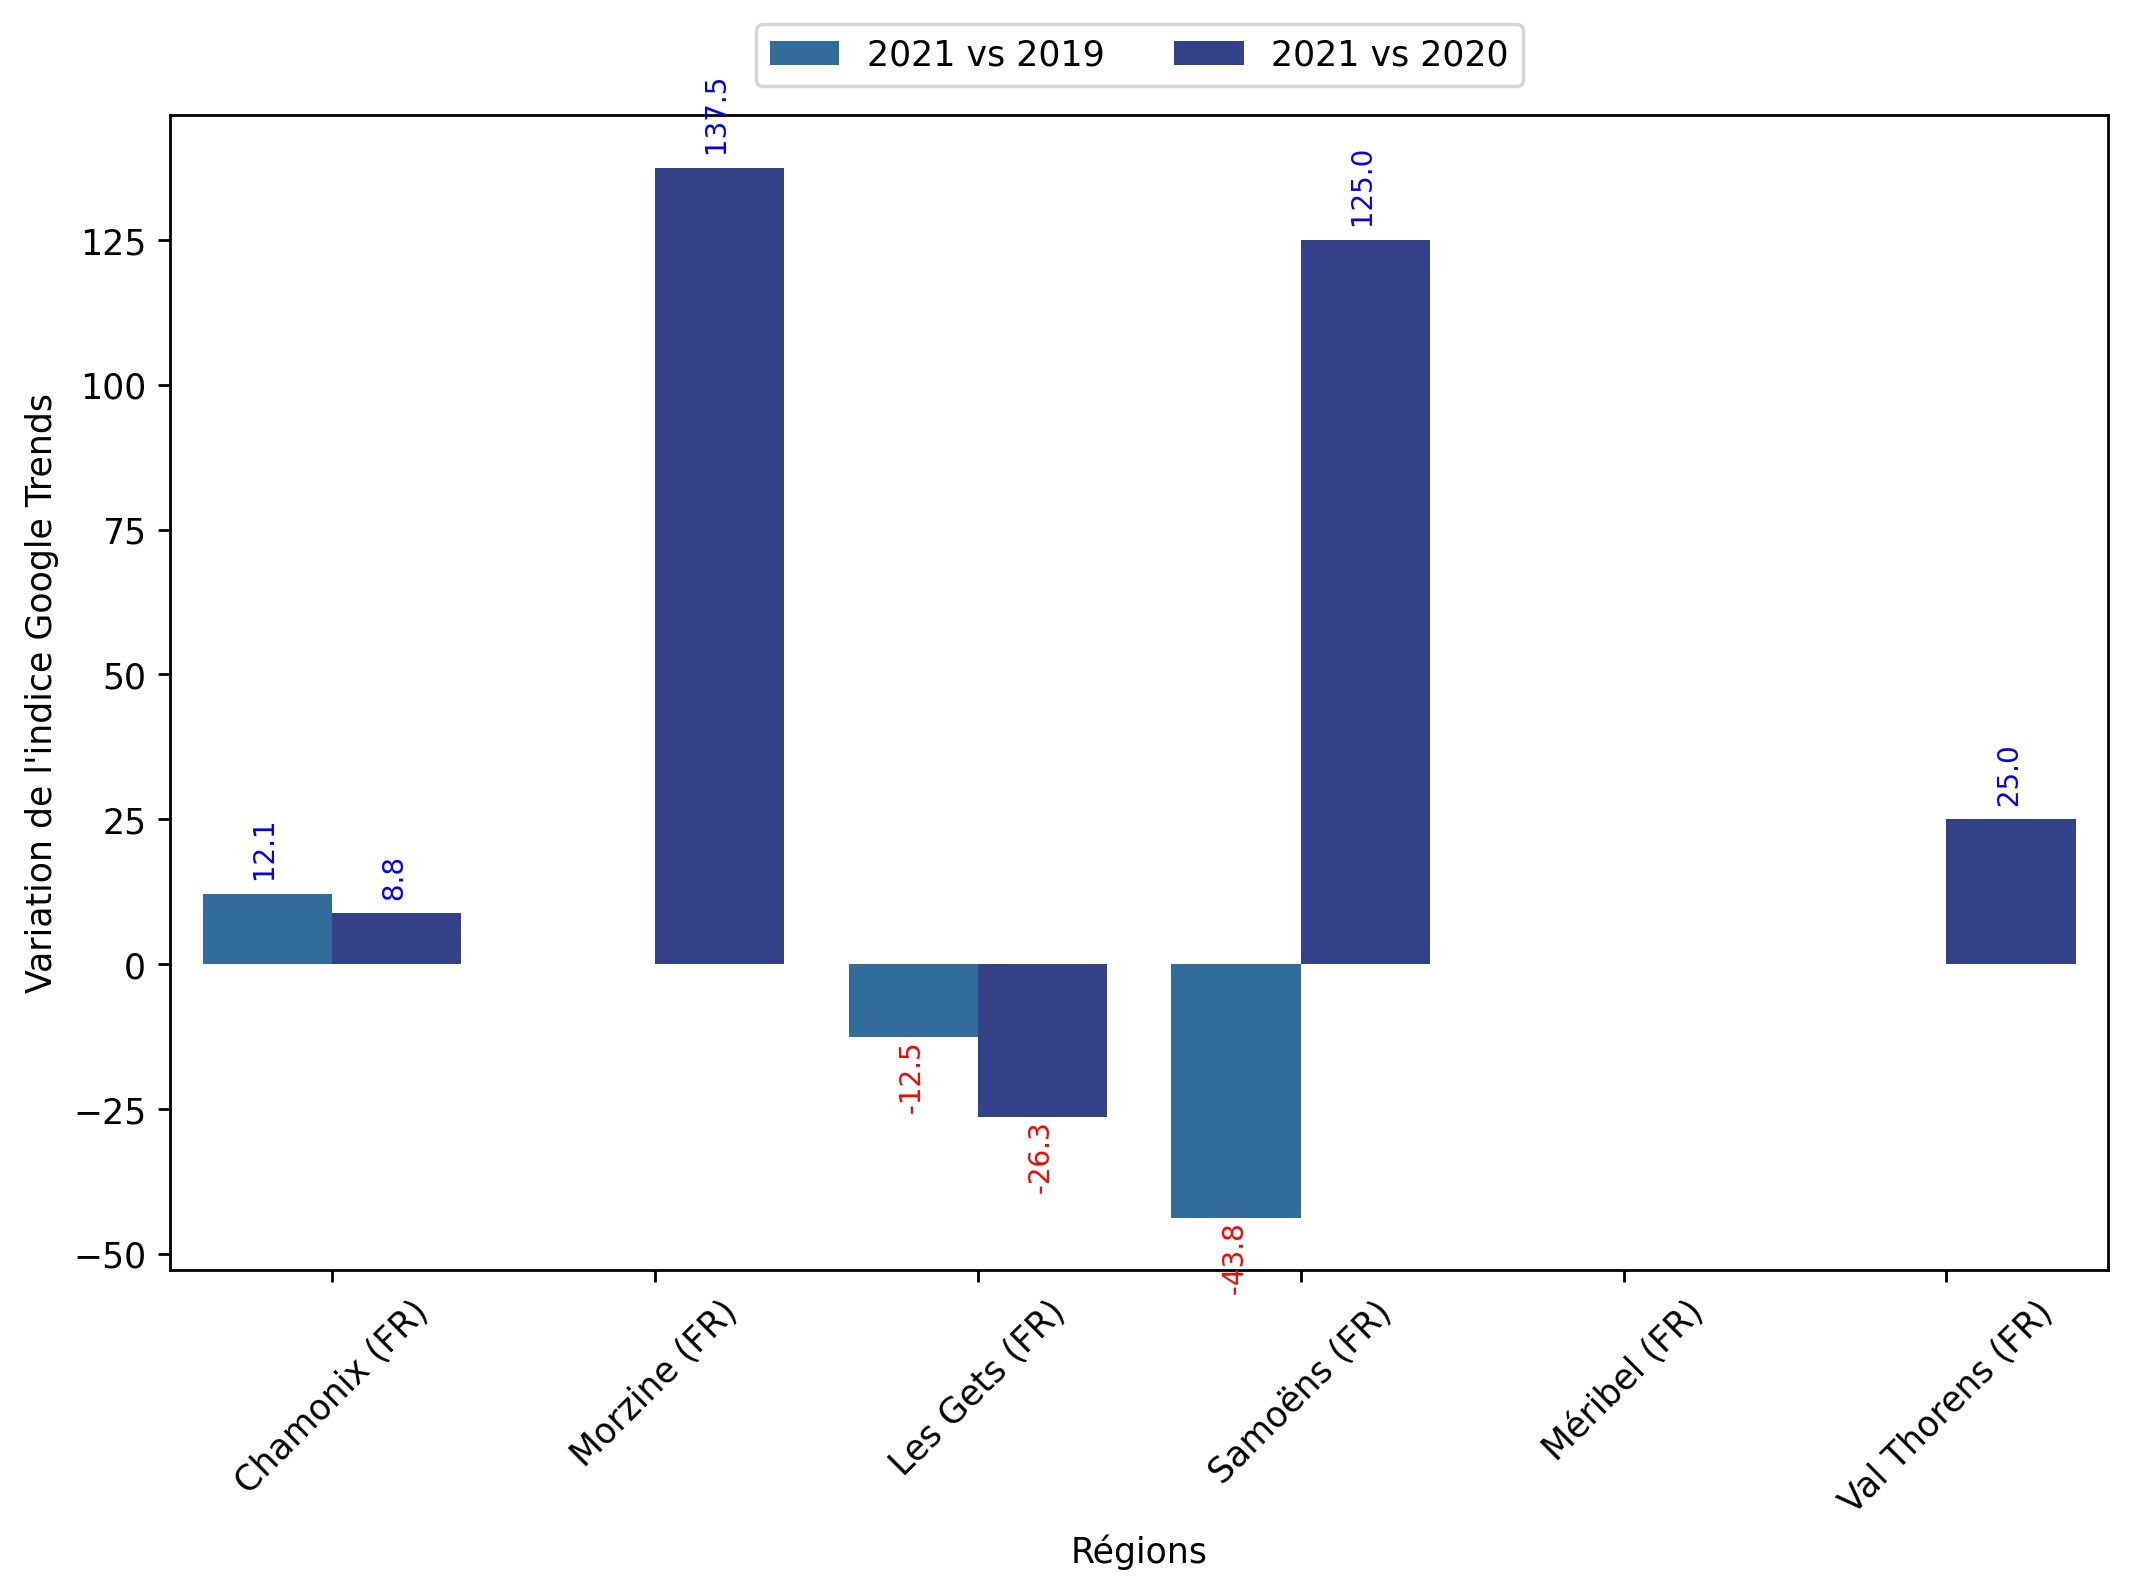 2021 vs 2019
2021 vs 2020
Variation de l'indice Google Trends
125
100
75
50
25
0
−25
−50
12.1
8.8
137.5
-12.5
-26.3
-43.8
125.0
25.0
Chamonix (FR)
Morzine (FR)
Les Gets (FR)
Samoëns (FR)
Méribel (FR)
Val Thorens (FR)
Régions